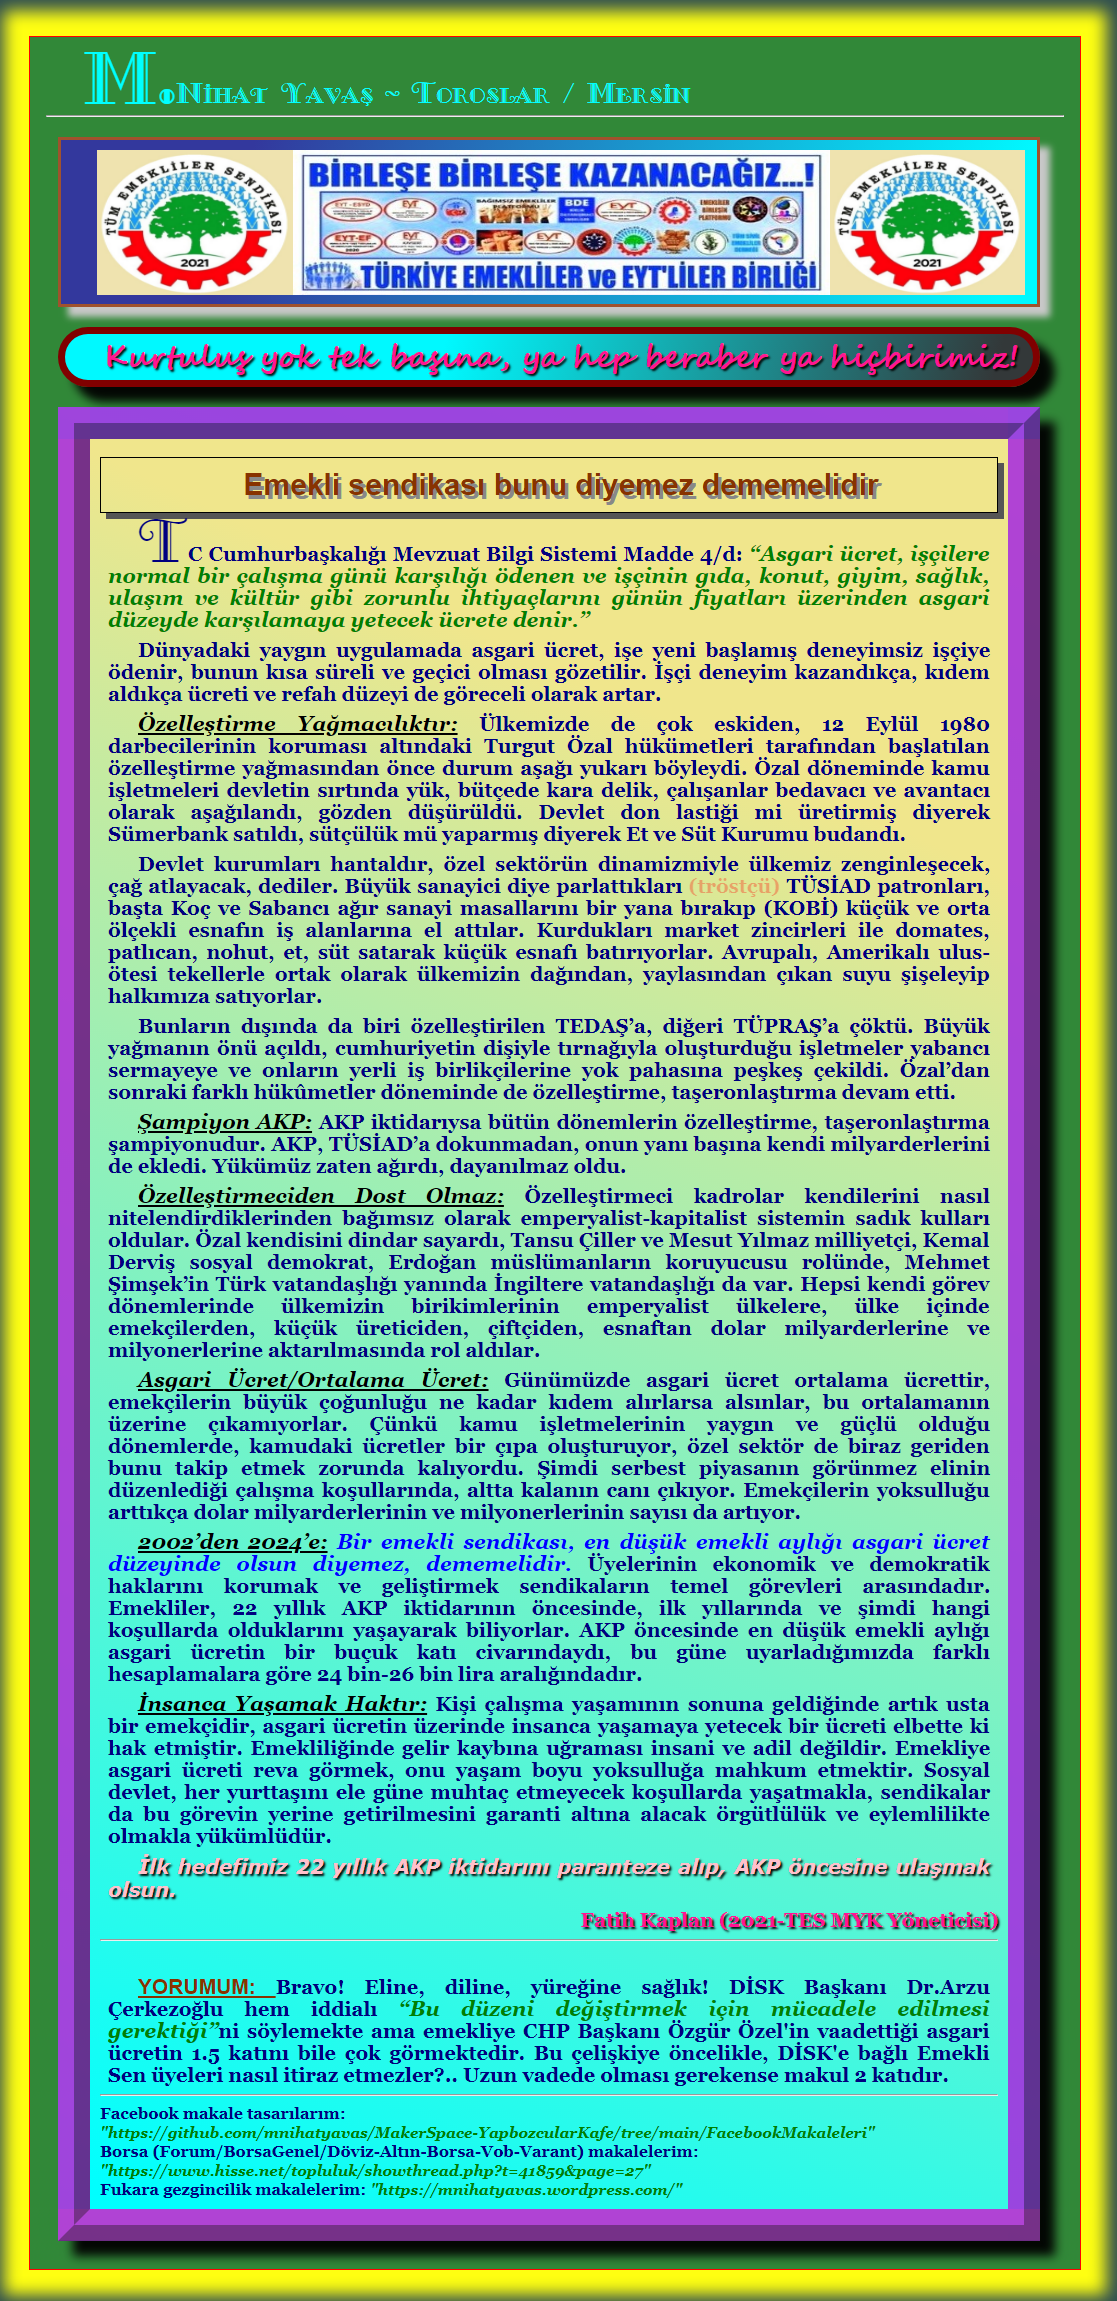 M.Nihat Yavaş ~ Toroslar / Mersin
TÜM EMEKLİLER SENDİKASI
2021
BİRLEŞE BİRLEŞE KAZANACAĞIZ...!
EYT - EBYD
BAĞIMSIZ EMEKLİLER
BDE
EYT
EMEKLİLER
BİRLEŞİN
PLATFORMU
EYT-EF
EYT
TÜRKİYE EMEKLİLER ve EYT'LİLER BİRLİĞİ
TÜM EMEKLİLER SENDİKASI
2021
Kurtuluş yok tek başına, ya hep beraber ya hiçbirimiz!
Emekli sendikası bunu diyemez dememelidir
TC Cumhurbaşkalığı Mevzuat Bilgi Sistemi Madde 4/d: “Asgari ücret, işçilere
normal bir çalışma günü karşılığı ödenen ve işçinin gıda, konut, giyim, sağlık,
ulaşım ve kültür gibi zorunlu ihtiyaçlarını günün fiyatları üzerinden asgari
düzeyde karşılamaya yetecek ücrete denir.”
Dünyadaki yaygın uygulamada asgari ücret, işe yeni başlamış deneyimsiz işçiye
ödenir, bunun kısa süreli ve geçici olması gözetilir. İşçi deneyim kazandıkça, kıdem
aldıkça ücreti ve refah düzeyi de göreceli olarak artar.
Özelleştirme Yağmacılıktır: Ülkemizde de çok eskiden, 12 Eylül 1980
darbecilerinin koruması altındaki Turgut Özal hükümetleri tarafından başlatılan
özelleştirme yağmasından önce durum aşağı yukarı böyleydi. Özal döneminde kamu
işletmeleri devletin sırtında yük, bütçede kara delik, çalışanlar bedavacı ve avantacı
olarak aşağılandı, gözden düşürüldü. Devlet don lastiği mi üretirmiş diyerek
Sümerbank satıldı, sütçülük mü yaparmış diyerek Et ve Süt Kurumu budandı.
Devlet kurumları hantaldır, özel sektörün dinamizmiyle ülkemiz zenginleşecek,
çağ atlayacak, dediler. Büyük sanayici diye parlattıkları (tröstçü) TÜSİAD patronları,
başta Koç ve Sabancı ağır sanayi masallarını bir yana bırakıp (KOBİ) küçük ve orta
ölçekli esnafın iş alanlarına el attılar. Kurdukları market zincirleri ile domates,
patlıcan, nohut, et, süt satarak küçük esnafı batırıyorlar. Avrupalı, Amerikalı ulus-
ötesi tekellerle ortak olarak ülkemizin dağından, yaylasından çıkan suyu şişeleyip
halkımıza satıyorlar.
Bunların dışında da biri özelleştirilen TEDAŞ’a, diğeri TÜPRAŞ’a çöktü. Büyük
yağmanın önü açıldı, cumhuriyetin dişiyle tırnağıyla oluşturduğu işletmeler yabancı
sermayeye ve onların yerli iş birlikçilerine yok pahasına peşkeş çekildi. Özal’dan
sonraki farklı hükûmetler döneminde de özelleştirme, taşeronlaştırma devam etti.
Şampiyon AKP: AKP iktidarıysa bütün dönemlerin özelleştirme, taşeronlaştırma
şampiyonudur. AKP, TÜSİAD’a dokunmadan, onun yanı başına kendi milyarderlerini
de ekledi. Yükümüz zaten ağırdı, dayanılmaz oldu.
Özelleştirmeciden Dost Olmaz: Özelleştirmeci kadrolar kendilerini nasıl
nitelendirdiklerinden bağımsız olarak emperyalist-kapitalist sistemin sadık kulları
oldular. Özal kendisini dindar sayardı, Tansu Çiller ve Mesut Yılmaz milliyetçi, Kemal
Derviş sosyal demokrat, Erdoğan müslümanların koruyucusu rolünde, Mehmet
Şimşek’in Türk vatandaşlığı yanında İngiltere vatandaşlığı da var. Hepsi kendi görev
dönemlerinde ülkemizin birikimlerinin emperyalist ülkelere, ülke içinde
emekçilerden, küçük üreticiden, çiftçiden, esnaftan dolar milyarderlerine ve
milyonerlerine aktarılmasında rol aldılar.
Asgari Ücret/Ortalama Ücret: Günümüzde asgari ücret ortalama ücrettir,
emekçilerin büyük çoğunluğu ne kadar kıdem alırlarsa alsınlar, bu ortalamanın
üzerine çıkamıyorlar. Çünkü kamu işletmelerinin yaygın ve güçlü olduğu
dönemlerde, kamudaki ücretler bir çıpa oluşturuyor, özel sektör de biraz geriden
bunu takip etmek zorunda kalıyordu. Şimdi serbest piyasanın görünmez elinin
düzenlediği çalışma koşullarında, altta kalanın canı çıkıyor. Emekçilerin yoksulluğu
arttıkça dolar milyarderlerinin ve milyonerlerinin sayısı da artıyor.
2002’den 2024’e: Bir emekli sendikası, en düşük emekli aylığı asgari ücret
düzeyinde olsun diyemez, dememelidir. Üyelerinin ekonomik ve demokratik
haklarını korumak ve geliştirmek sendikaların temel görevleri arasındadır.
Emekliler, 22 yıllık AKP iktidarının öncesinde, ilk yıllarında ve şimdi hangi
koşullarda olduklarını yaşayarak biliyorlar. AKP öncesinde en düşük emekli aylığı
asgari ücretin bir buçuk katı civarındaydı, bu güne uyarladığımızda farklı
hesaplamalara göre 24 bin-26 bin lira aralığındadır.
İnsanca Yaşamak Haktır: Kişi çalışma yaşamının sonuna geldiğinde artık usta
bir emekçidir, asgari ücretin üzerinde insanca yaşamaya yetecek bir ücreti elbette ki
hak etmiştir. Emekliliğinde gelir kaybına uğraması insani ve adil değildir. Emekliye
asgari ücreti reva görmek, onu yaşam boyu yoksulluğa mahkum etmektir. Sosyal
devlet, her yurttaşını ele güne muhtaç etmeyecek koşullarda yaşatmakla, sendikalar
da bu görevin yerine getirilmesini garanti altına alacak örgütlülük ve eylemlilikte
olmakla yükümlüdür.
İlk hedefimiz 22 yıllık AKP iktidarını paranteze alıp, AKP öncesine ulaşmak
olsun.
Fatih Kaplan (2021-TES MYK Yöneticisi)
YORUMUM: Bravo! Eline, diline, yüreğine sağlık! DİSK Başkanı Dr.Arzu
Çerkezoğlu hem iddialı “Bu düzeni değiştirmek için mücadele edilmesi
gerektiği”ni söylemekte ama emekliye CHP Başkanı Özgür Özel'in vaadettiği asgari
ücretin 1.5 katını bile çok görmektedir. Bu çelişkiye öncelikle, DİSK'e bağlı Emekli
Sen üyeleri nasıl itiraz etmezler?.. Uzun vadede olması gerekense makul 2 katıdır.
Facebook makale tasarılarım:
"https://github.com/mnihatyavas/MakerSpace-YapbozcularKafe/tree/main/FacebookMakaleleri"
Borsa (Forum/BorsaGenel/Döviz-Altın-Borsa-Vob-Varant) makalelerim:
"https://www.hisse.net/topluluk/showthread.php?t=41859&page=27"
Fukara gezgincilik makalelerim: "https://mnihatyavas.wordpress.com/"